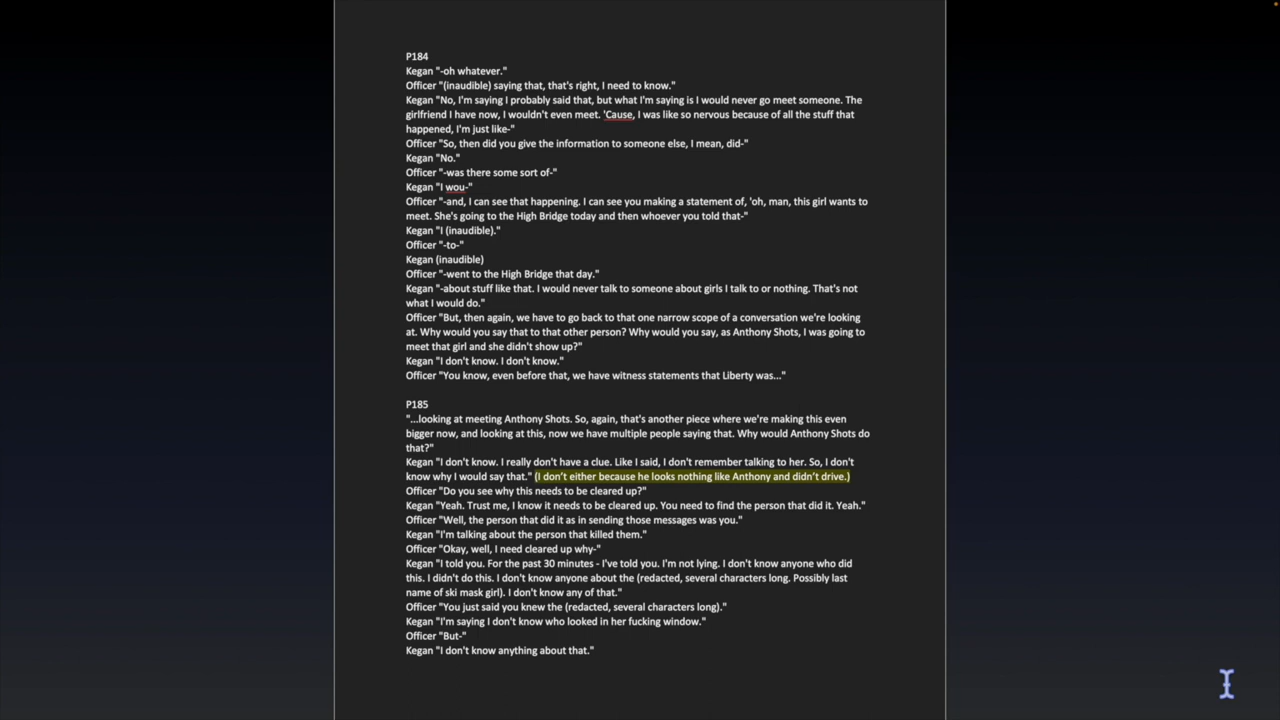 P184
Kegan "-oh whatever."
Officer "(inaudible) saying that, that's right, I need to know."
Kegan "No, I'm saying I probably said that, but what I'm saying is I would never go meet someone. The
girlfriend I have now, I wouldn't even meet. 'Cause, I was like so nervous because of all the stuff that
happened, I'm just like-"
Officer "So, then did you give the information to someone else, I mean, did-"
Kegan "No."
Officer "-was there some sort of-"
Kegan "I wou-"
Officer "-and, I can see that happening. I can see you making a statement of, 'oh, man, this girl wants to
meet. She's going to the High Bridge today and then whoever you told that-"
Kegan "I (inaudible)."
Officer "-to-"
Kegan (inaudible)
Officer "-went to the High Bridge that day."
Kegan "-about stuff like that. I would never talk to someone about girls I talk to or nothing. That's not
what I would do."
Officer "But, then again, we have to go back to that one narrow scope of a conversation we're looking
at. Why would you say that to that other person? Why would you say, as Anthony Shots, I was going to
meet that girl and she didn't show up?"
Kegan "I don't know. I don't know."
Officer "You know, even before that, we have witness statements that Liberty was..."
P185
"...looking at meeting Anthony Shots. So, again, that's another piece where we're making this even
bigger now, and looking at this, now we have multiple people saying that. Why would Anthony Shots do
that?"
Kegan "I don't know. I really don't have a clue. Like I said, I don't remember talking to her. So, I don't
know why I would say that." (I don't either because he looks nothing like Anthony and didn't drive.)
Officer "Do you see why this needs to be cleared up?"
Kegan "Yeah. Trust me, I know it needs to be cleared up. You need to find the person that did it. Yeah."
Officer "Well, the person that did it as in sending those messages was you."
Kegan "I'm talking about the person that killed them."
Officer "Okay, well, I need cleared up why-"
Kegan "I told you. For the past 30 minutes - I've told you. I'm not lying. I don't know anyone who did
this. I didn't do this. I don't know anyone about the (redacted, several characters long. Possibly last
name of ski mask girl). I don't know any of that."
Officer "You just said you knew the (redacted, several characters long)."
Kegan "I'm saying I don't know who looked in her fucking window."
Officer "But-"
Kegan "I don't know anything about that."